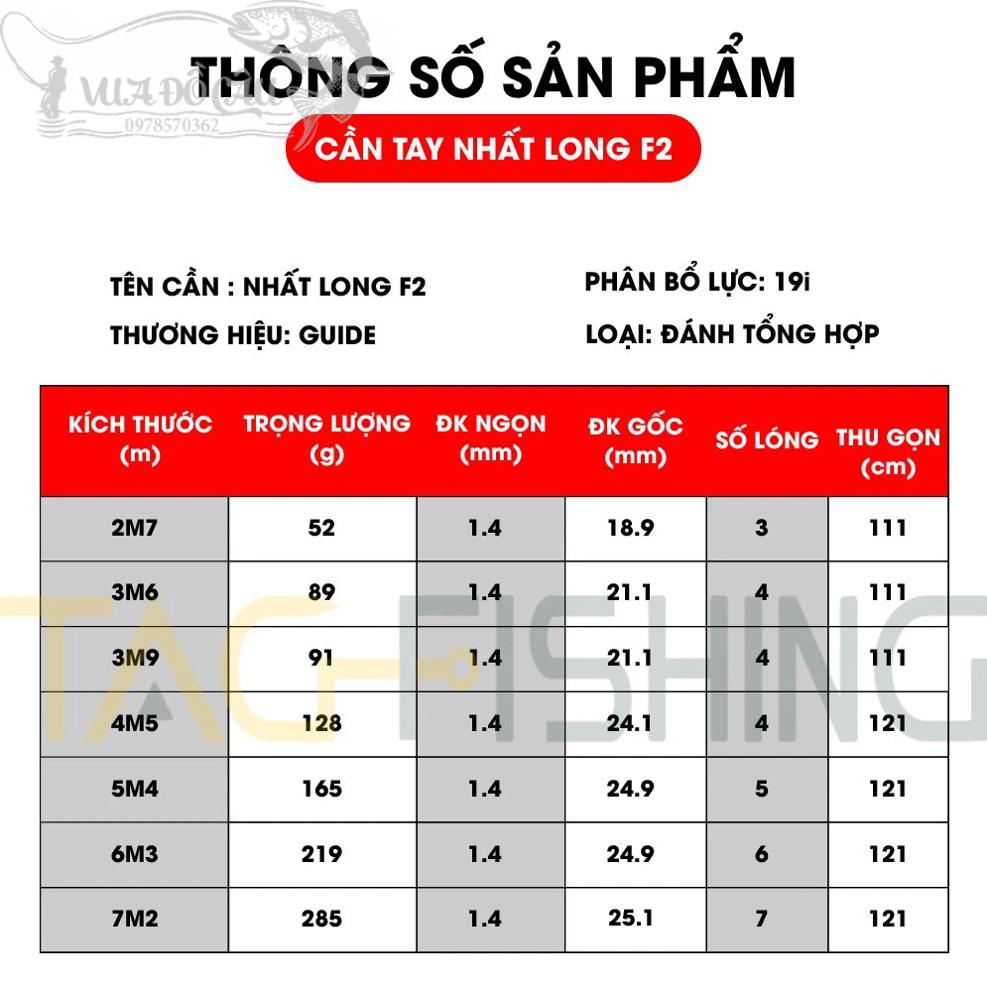 VUA ĐỒ CÂU
0978570362
THÔNG SỐ SẢN PHẨM
CẦN TAY NHẤT LONG F2
TÊN CẦN : NHẤT LONG F2
PHÂN BỔ LỰC: 19i
THƯƠNG HIỆU: GUIDE
LOẠI: ĐÁNH TỔNG HỢP
KÍCH THƯỚC (m) TRỌNG LƯỢNG (g) ĐK NGỌN (mm) ĐK GỐC (mm) SỐ LÓNG THU GỌN (cm)
2M7 52 1.4 18.9 3 111
3M6 89 1.4 21.1 4 111
TAG FISHING
3M9 91 1.4 21.1 4 111
4M5 128 1.4 24.1 4 121
5M4 165 1.4 24.9 5 121
6M3 219 1.4 24.9 6 121
7M2 285 1.4 25.1 7 121